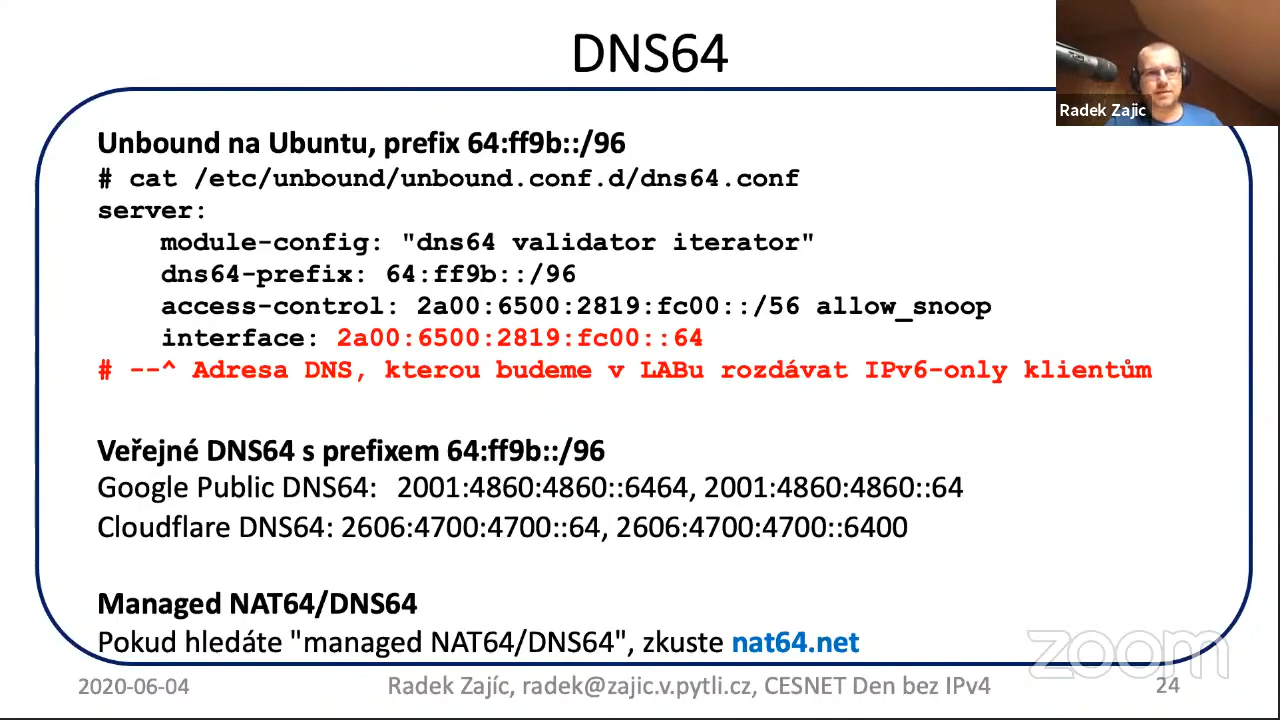 DNS64
Radek Zajic
Unbound na Ubuntu, prefix 64:ff9b::/96
# cat /etc/unbound/unbound.conf.d/dns64.conf
server:
    module-config: "dns64 validator iterator"
    dns64-prefix: 64:ff9b::/96
    access-control: 2a00:6500:2819:fc00::/56 allow_snoop
    interface: 2a00:6500:2819:fc00::64
# --^ Adresa DNS, kterou budeme v LABu rozdávat IPv6-only klientům
Veřejné DNS64 s prefixem 64:ff9b::/96
Google Public DNS64: 2001:4860:4860::6464, 2001:4860:4860::64
Cloudflare DNS64: 2606:4700:4700::64, 2606:4700:4700::6400
Managed NAT64/DNS64
Pokud hledáte "managed NAT64/DNS64", zkuste nat64.net
zoom
2020-06-04
Radek Zajíc, radek@zajic.v.pytli.cz, CESNET Den bez IPv4
24